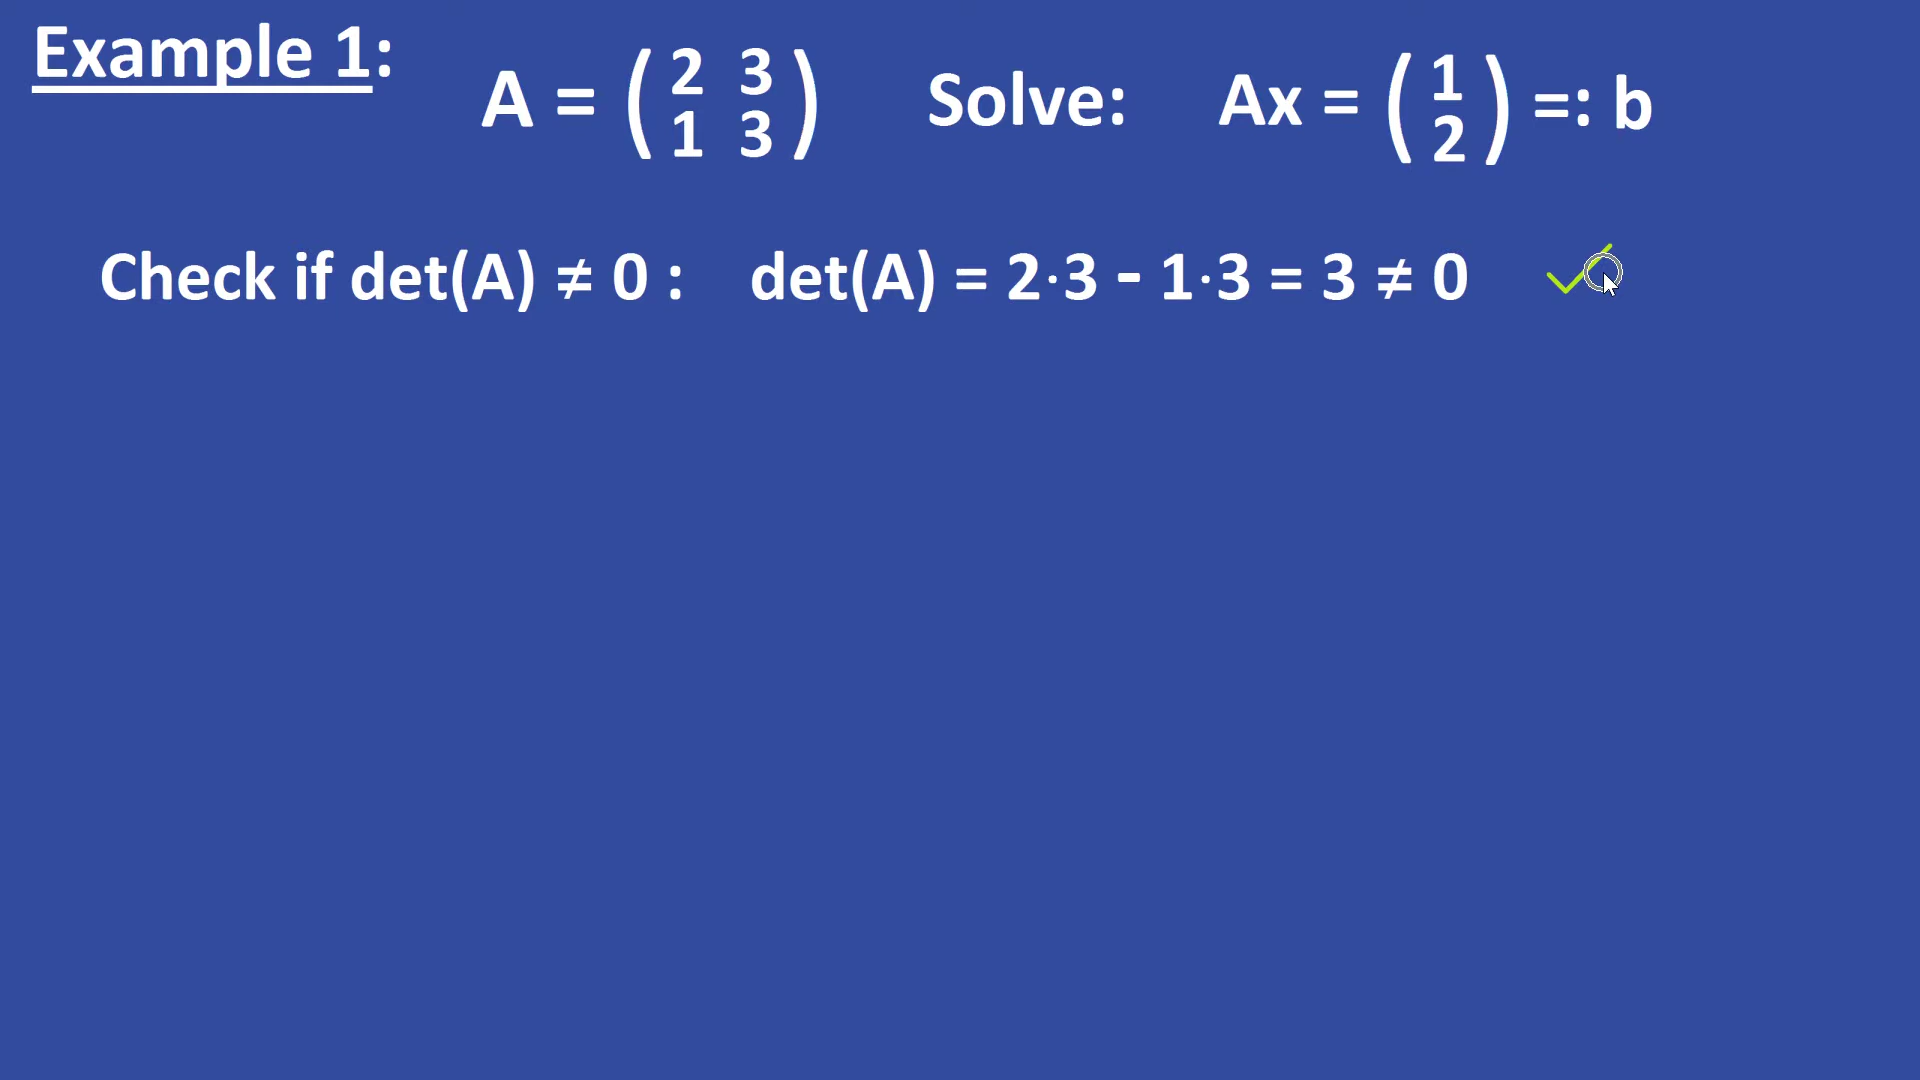 Example 1:
A = ( 2 3
1 3 ) Solve: Ax = ( 1
2 ) =: b
Check if det(A) ≠ 0 : det(A) = 2·3 - 1·3 = 3 ≠ 0 ✓